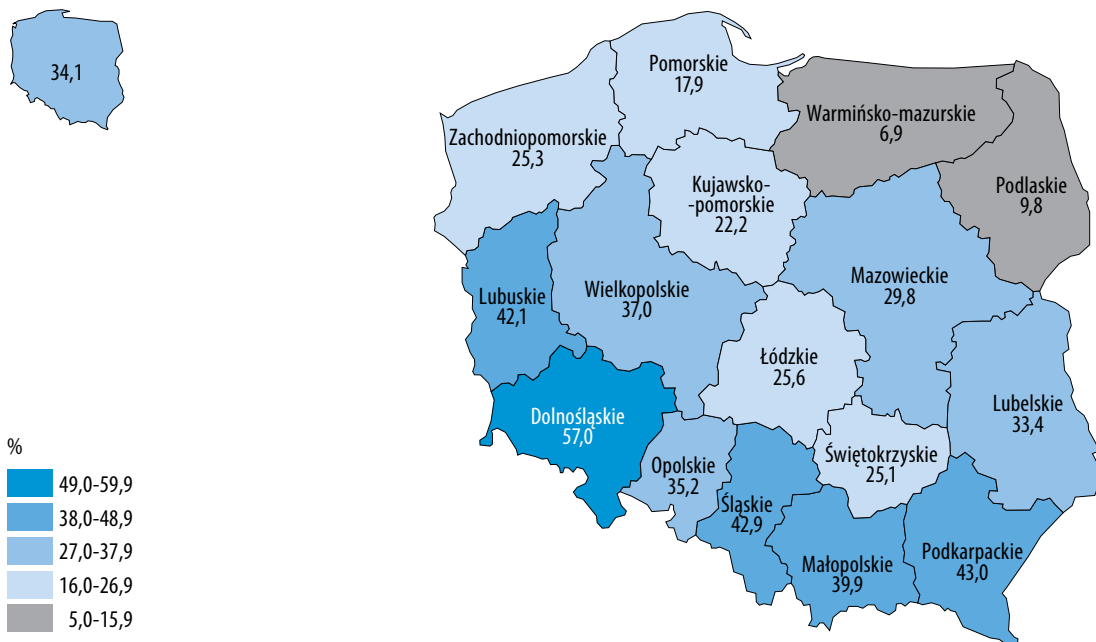 34,1
Pomorskie
17,9
Warmińsko-mazurskie
6,9
Zachodniopomorskie
25,3
Kujawsko-
-pomorskie
22,2
Podlaskie
9,8
Mazowieckie
29,8
Wielkopolskie
37,0
Lubuskie
42,1
Łódzkie
25,6
Lubelskie
33,4
Dolnośląskie
57,0
Świętokrzyskie
25,1
Opolskie
35,2
Śląskie
42,9
Małopolskie
39,9
Podkarpackie
43,0
%
49,0-59,9
38,0-48,9
27,0-37,9
16,0-26,9
5,0-15,9